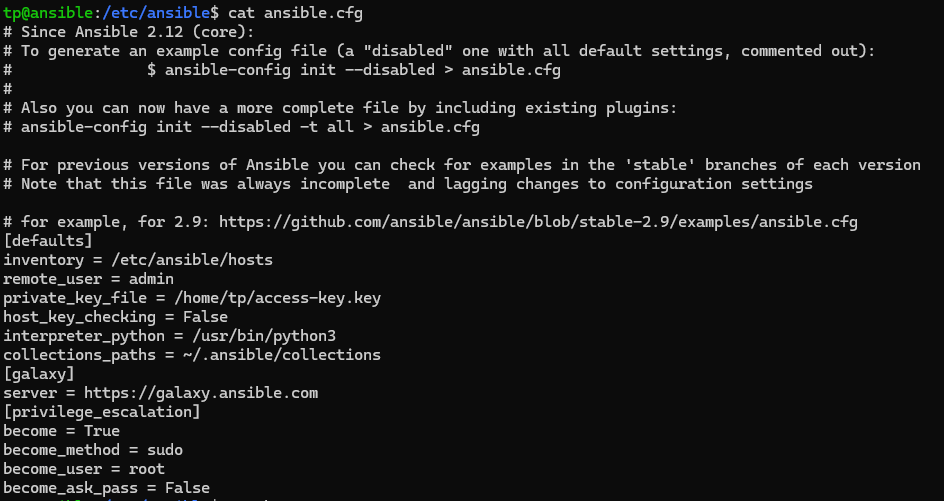 tp@ansible:/etc/ansible$ cat ansible.cfg
# Since Ansible 2.12 (core):
# To generate an example config file (a "disabled" one with all default settings, commented out):
#               $ ansible-config init --disabled > ansible.cfg
#
# Also you can now have a more complete file by including existing plugins:
# ansible-config init --disabled -t all > ansible.cfg

# For previous versions of Ansible you can check for examples in the 'stable' branches of each version
# Note that this file was always incomplete  and lagging changes to configuration settings

# for example, for 2.9: https://github.com/ansible/ansible/blob/stable-2.9/examples/ansible.cfg
[defaults]
inventory = /etc/ansible/hosts
remote_user = admin
private_key_file = /home/tp/access-key.key
host_key_checking = False
interpreter_python = /usr/bin/python3
collections_paths = ~/.ansible/collections
[galaxy]
server = https://galaxy.ansible.com
[privilege_escalation]
become = True
become_method = sudo
become_user = root
become_ask_pass = False